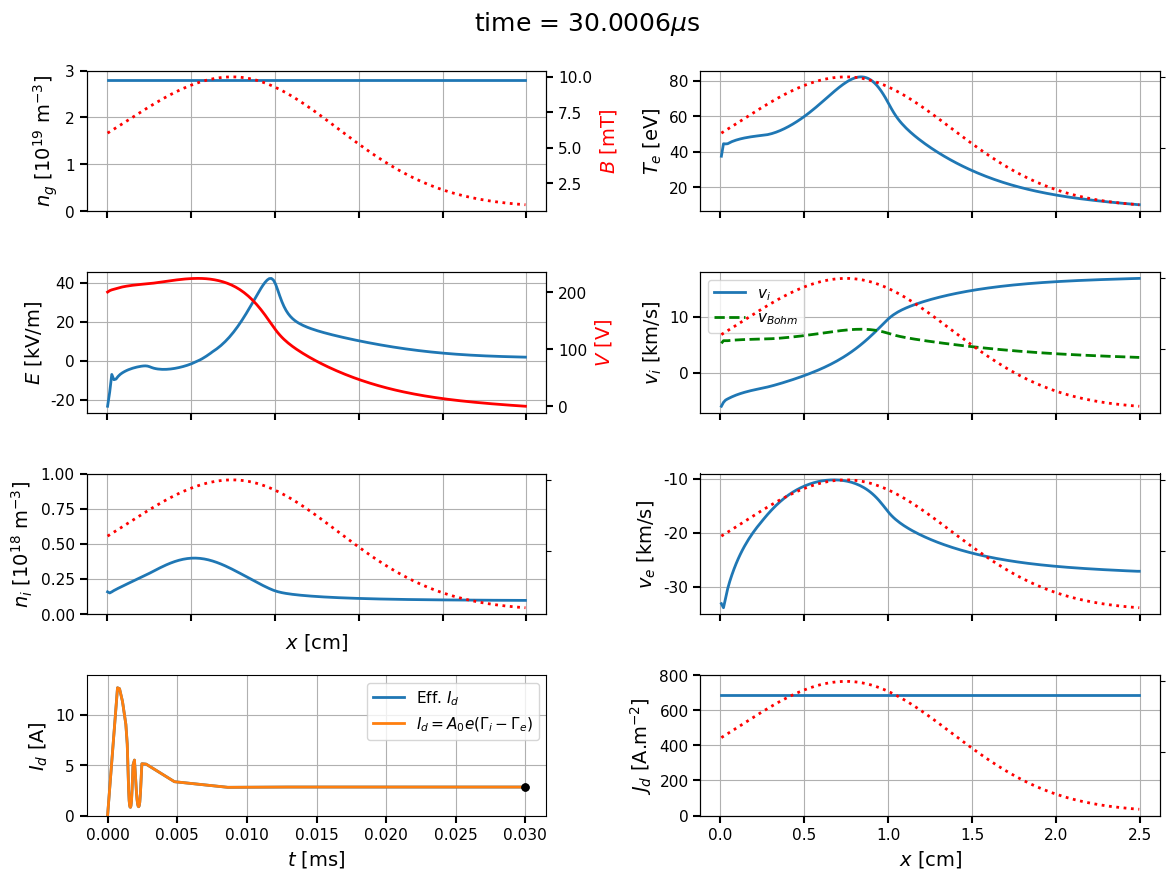 time = 30.0006μs
n_g [10^19 m^−3]
3
2
1
0
10.0
7.5
5.0
2.5
B [mT]
T_e [eV]
80
60
40
20
E [kV/m]
40
20
0
-20
200
100
0
V [V]
v_i [km/s]
10
0
v_i
v_Bohm
n_i [10^18 m^−3]
1.00
0.75
0.50
0.25
0.00
x [cm]
v_e [km/s]
-10
-20
-30
I_d [A]
10
5
0
Eff. I_d
I_d = A_0e(Γ_i − Γ_e)
0.000 0.005 0.010 0.015 0.020 0.025 0.030
t [ms]
J_d [A.m^−2]
800
600
400
200
0
0.0 0.5 1.0 1.5 2.0 2.5
x [cm]